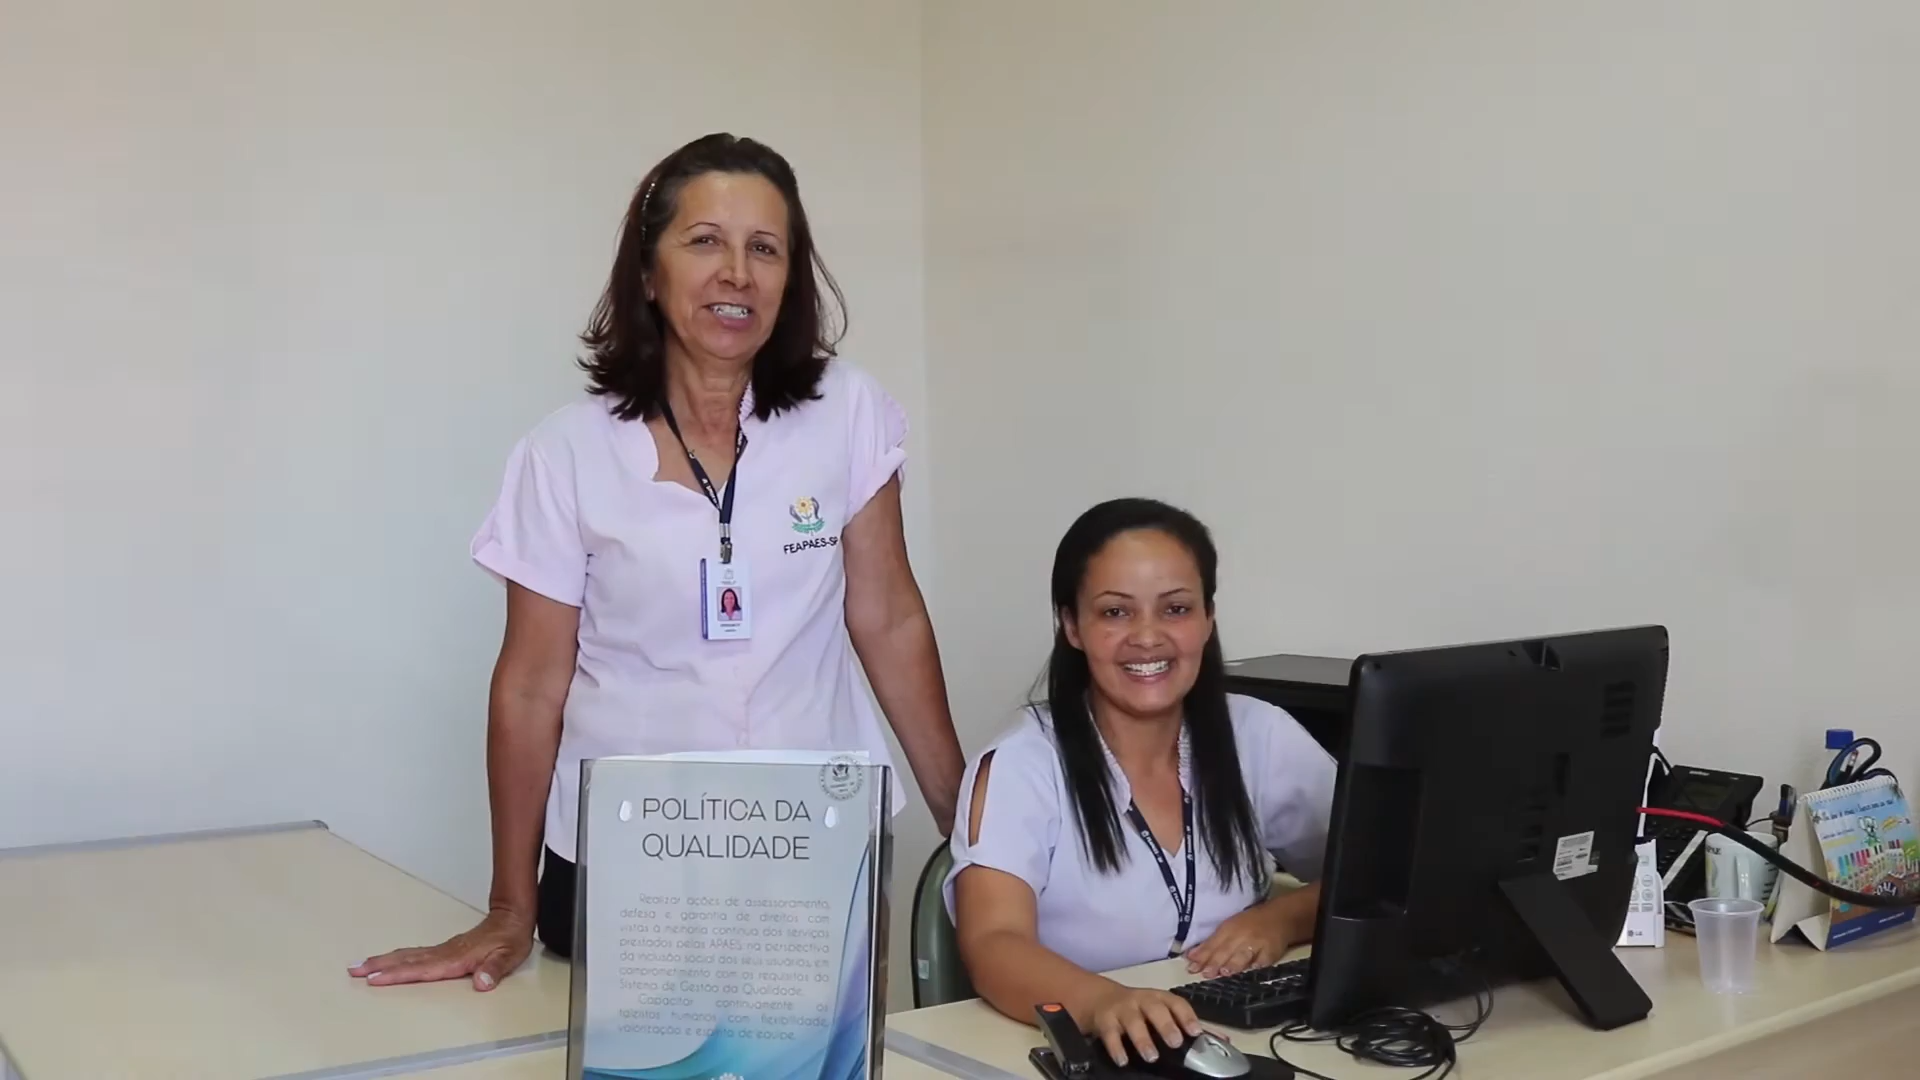 FEAPAES-SP
POLÍTICA DA
QUALIDADE
Realizar ações de assessoramento,
defesa e garantia de direitos com
vistas à melhoria contínua dos serviços
prestados pelas APAES na perspectiva
da inclusão social dos seus usuários, em
comprometimento com os requisitos do
Sistema de Gestão da Qualidade.
Capacitar continuamente os
talentos humanos com flexibilidade,
valorização e espírito de equipe.
LG